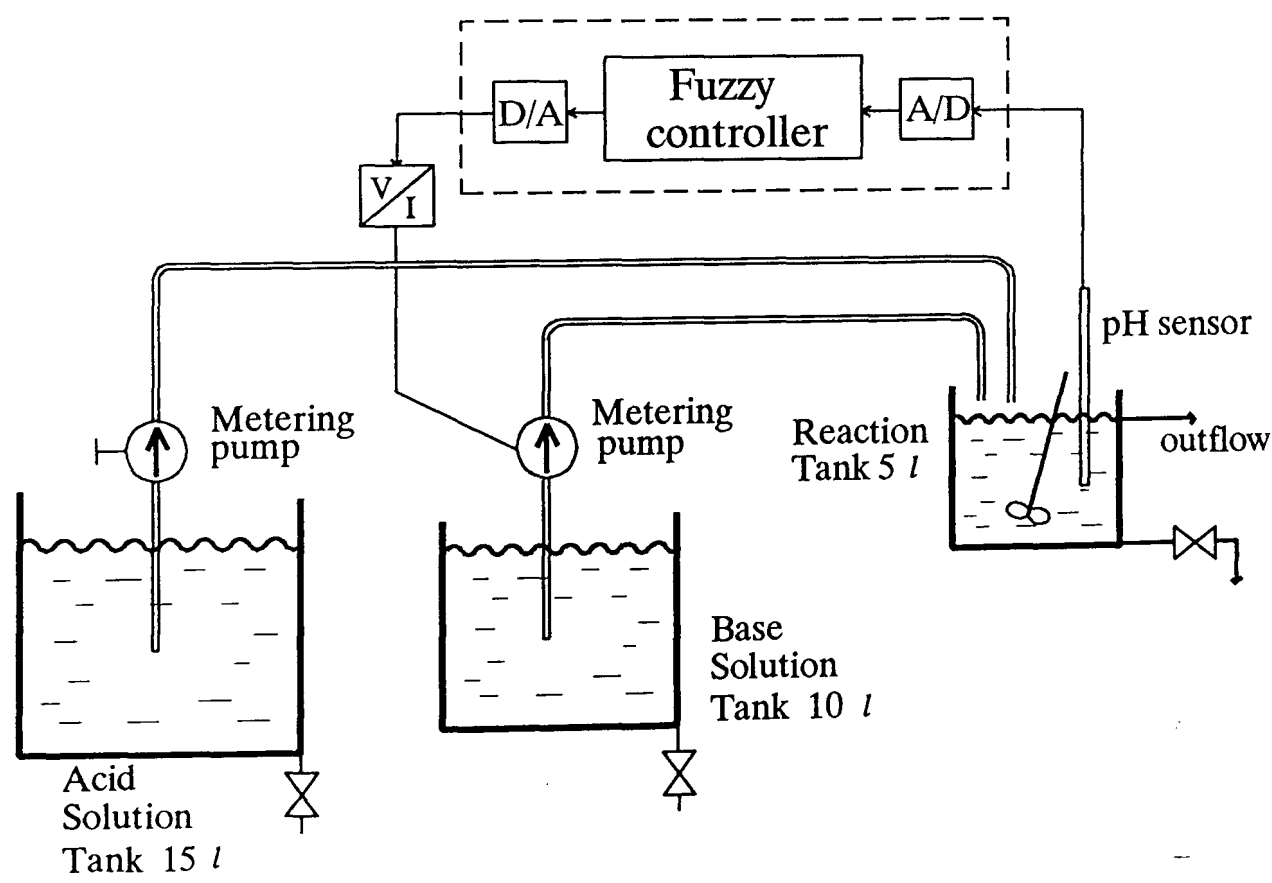 Fuzzy
controller
D/A
A/D
V
I
pH sensor
Metering
pump
Metering
pump
Reaction
Tank 5 l
outflow
Base
Solution
Tank 10 l
Acid
Solution
Tank 15 l